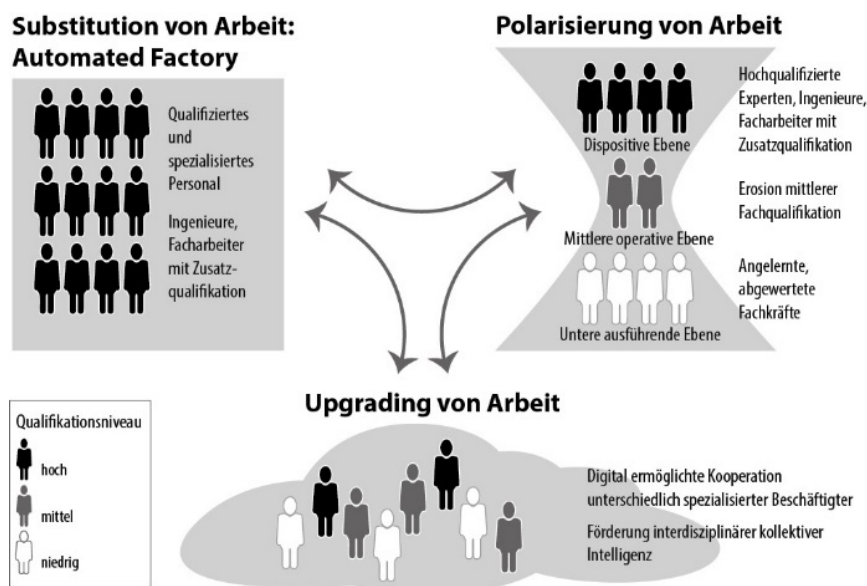 Substitution von Arbeit:
Automated Factory
Qualifiziertes
und
spezialisiertes
Personal
Ingenieure,
Facharbeiter
mit Zusatz-
qualifikation
Polarisierung von Arbeit
Dispositive Ebene
Hochqualifizierte
Experten, Ingenieure,
Facharbeiter mit
Zusatzqualifikation
Mittlere operative Ebene
Erosion mittlerer
Fachqualifikation
Untere ausführende Ebene
Angelernte,
abgewertete
Fachkräfte
Upgrading von Arbeit
Digital ermöglichte Kooperation
unterschiedlich spezialisierter Beschäftigter
Förderung interdisziplinärer kollektiver
Intelligenz
Qualifikationsniveau
hoch
mittel
niedrig